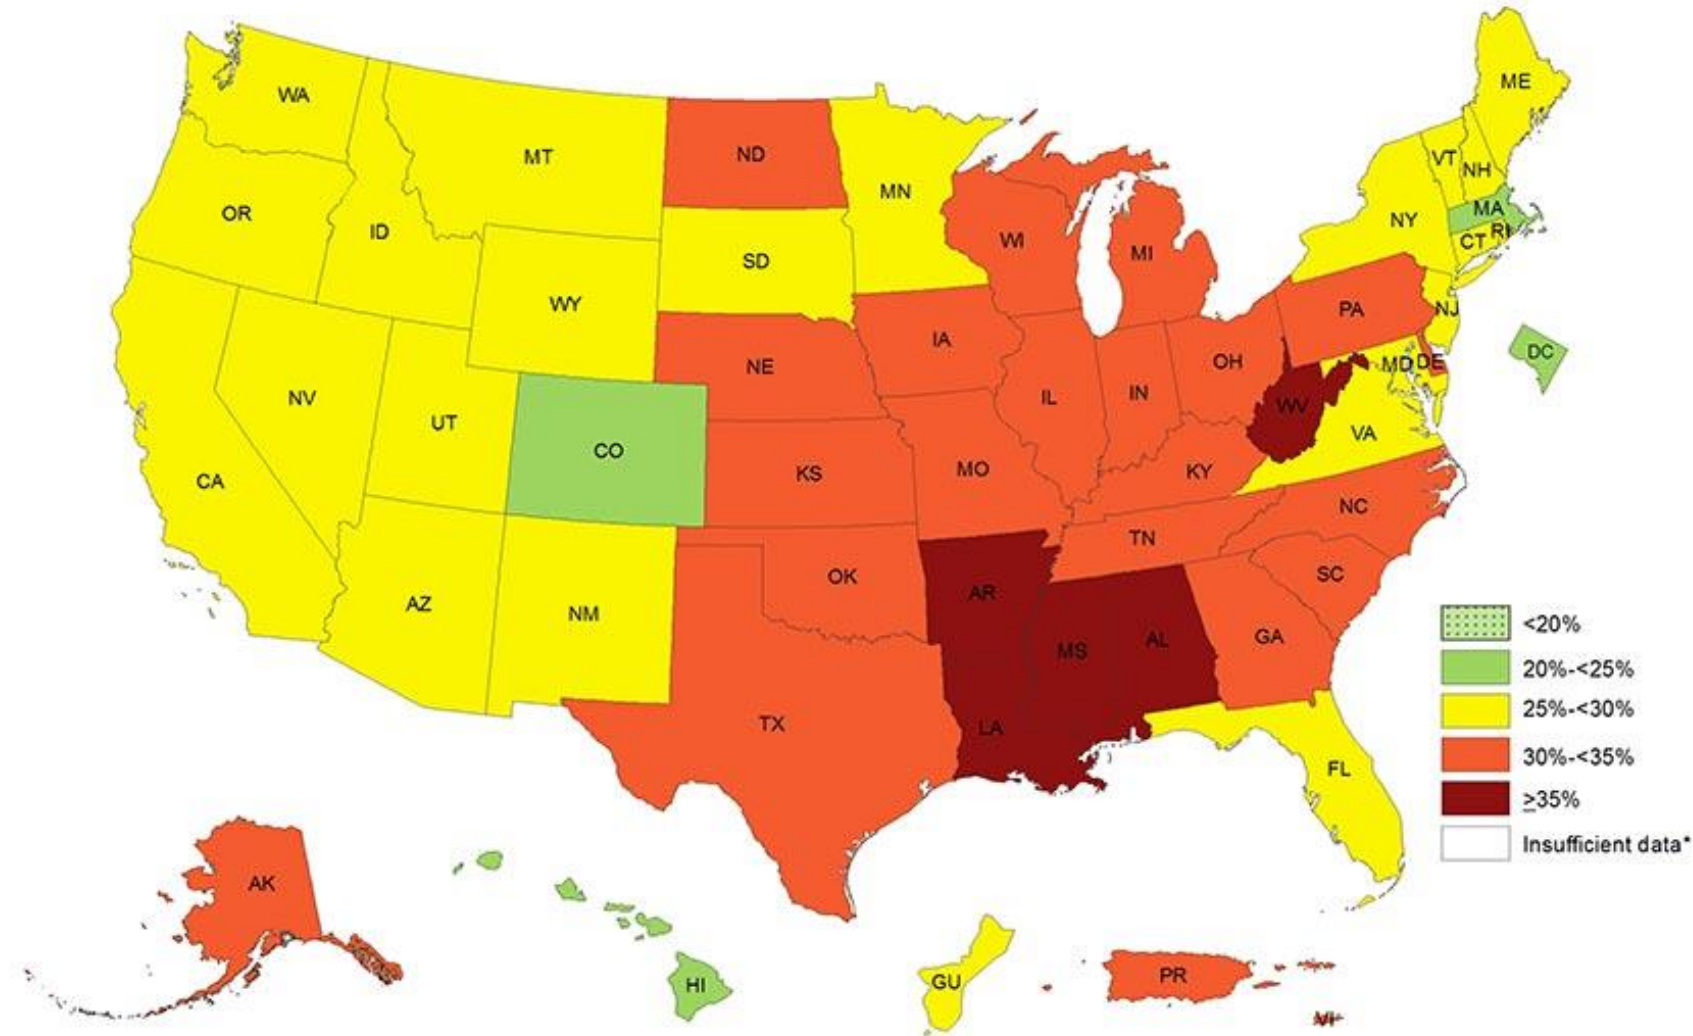 WA
MT
ND
MN
ME
OR
ID
SD
WI
MI
NY
VT
NH
MA
CT
RI
WY
NE
IA
PA
NJ
NV
UT
CO
KS
MO
IL
IN
OH
WV
VA
MD
DE
DC
CA
KY
NC
TN
AZ
NM
OK
AR
SC
MS
AL
GA
TX
LA
FL
<20%
20%-<25%
25%-<30%
30%-<35%
≥35%
Insufficient data*
AK
HI
GU
PR
VI